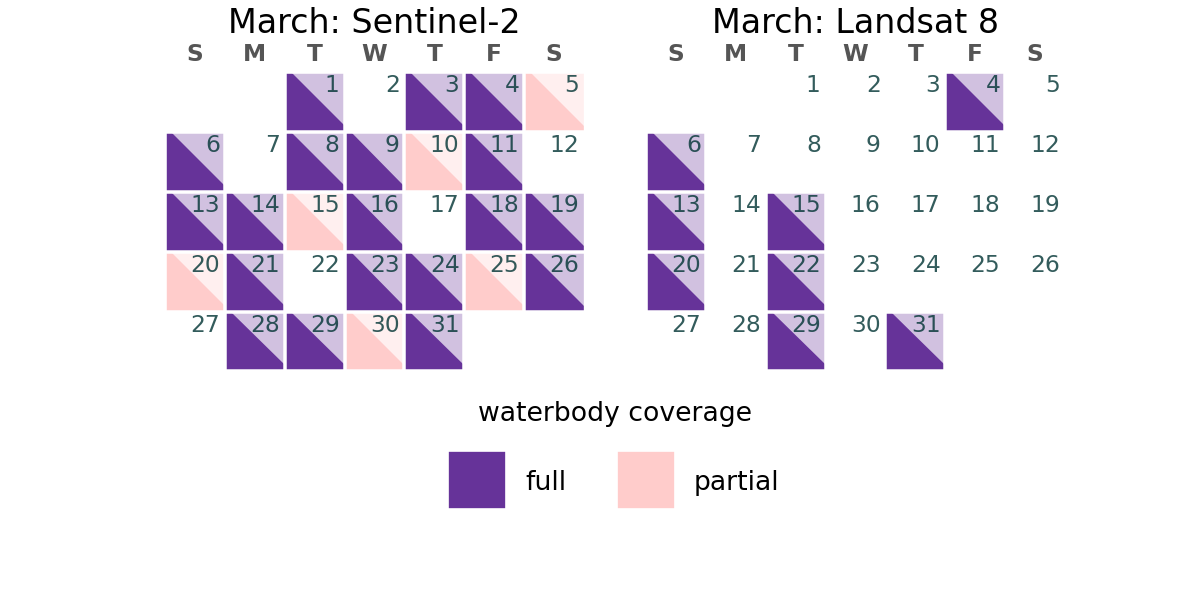 March: Sentinel-2
S M T W T F S
1 2 3 4 5
6 7 8 9 10 11 12
13 14 15 16 17 18 19
20 21 22 23 24 25 26
27 28 29 30 31
March: Landsat 8
S M T W T F S
1 2 3 4 5
6 7 8 9 10 11 12
13 14 15 16 17 18 19
20 21 22 23 24 25 26
27 28 29 30 31
waterbody coverage
full partial